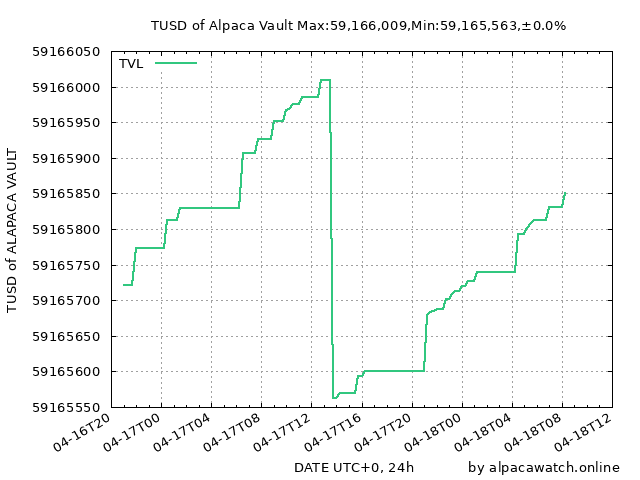 TUSD of Alpaca Vault Max:59,166,009,Min:59,165,563,±0.0%
TVL
59166050
59166000
59165950
59165900
59165850
59165800
59165750
59165700
59165650
59165600
59165550
TUSD of ALAPACA VAULT
04-16T20
04-17T00
04-17T04
04-17T08
04-17T12
04-17T16
04-17T20
04-18T00
04-18T04
04-18T08
04-18T12
DATE UTC+0, 24h
by alpacawatch.online